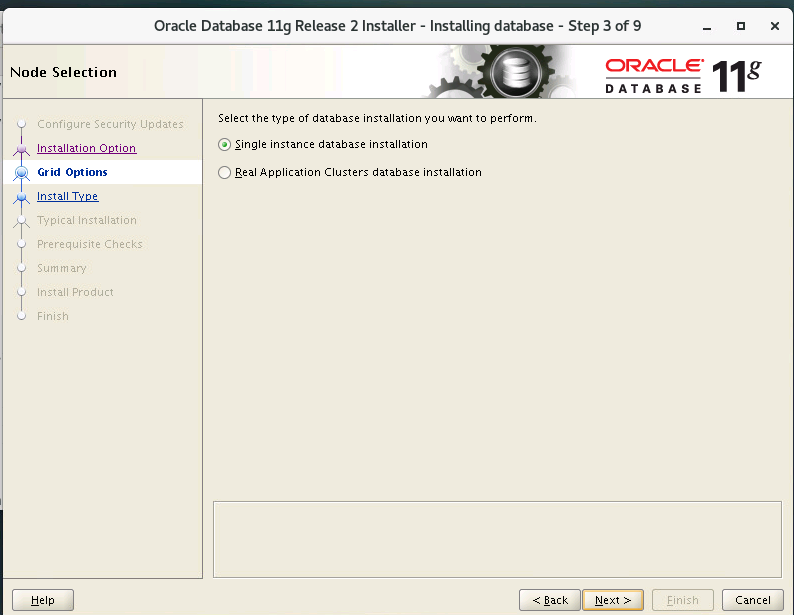 Oracle Database 11g Release 2 Installer - Installing database - Step 3 of 9
Node Selection
ORACLE
DATABASE
11g
Configure Security Updates
Installation Option
Grid Options
Install Type
Typical Installation
Prerequisite Checks
Summary
Install Product
Finish
Select the type of database installation you want to perform.
Single instance database installation
Real Application Clusters database installation
Help
< Back
Next >
Finish
Cancel